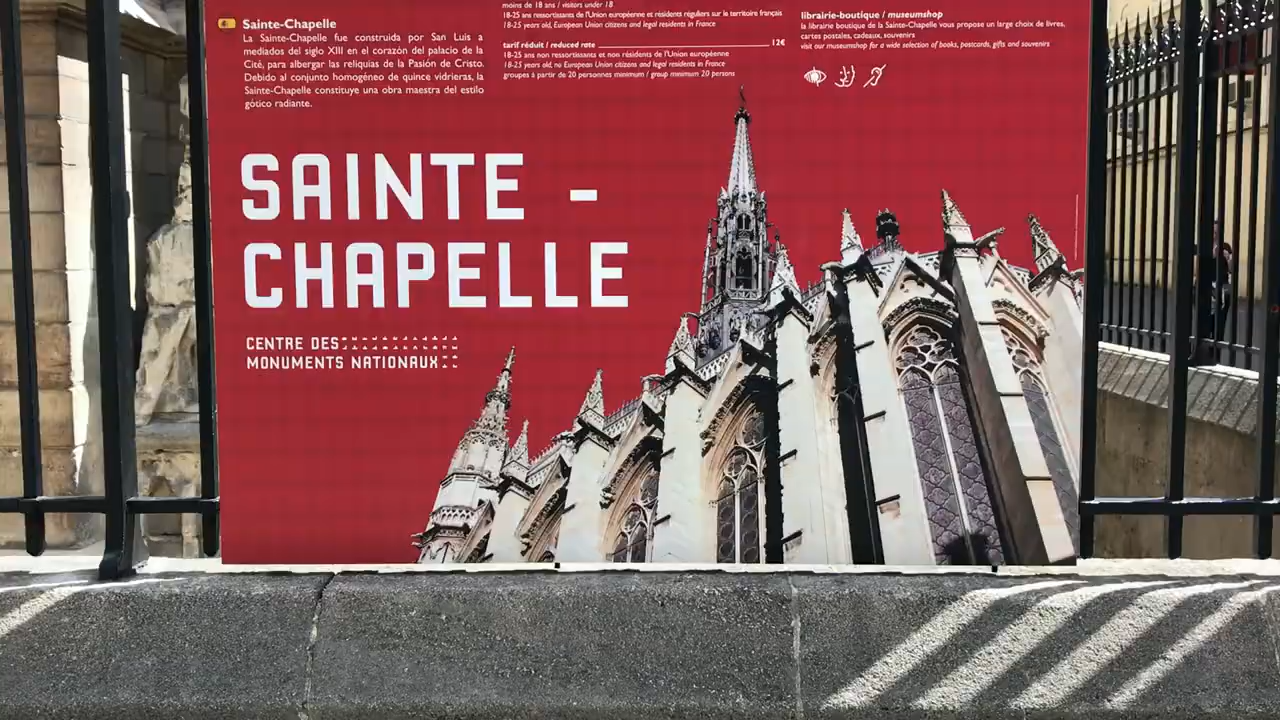 Sainte-Chapelle
La Sainte-Chapelle fue construida por San Luis a
mediados del siglo XIII en el corazón del palacio de la
Cité, para albergar las reliquias de la Pasión de Cristo.
Debido al conjunto homogéneo de quince vidrieras, la
Sainte-Chapelle constituye una obra maestra del estilo
gótico radiante.
moins de 18 ans / visitors under 18
18-25 ans ressortissants de l'Union européenne et résidents réguliers sur le territoire français
18-25 years old, European Union citizens and legal residents in France
tarif réduit / reduced rate 12€
18-25 ans non ressortissants et non résidents de l'Union européenne
18-25 years old, no European Union citizens and legal residents in France
groupes à partir de 20 personnes minimum / group minimum 20 persons
librairie-boutique / museumshop
la librairie boutique de la Sainte-Chapelle vous propose un large choix de livres,
cartes postales, cadeaux, souvenirs
visit our museumshop for a wide selection of books, postcards, gifts and souvenirs
SAINTE -
CHAPELLE
CENTRE DES
MONUMENTS NATIONAUX